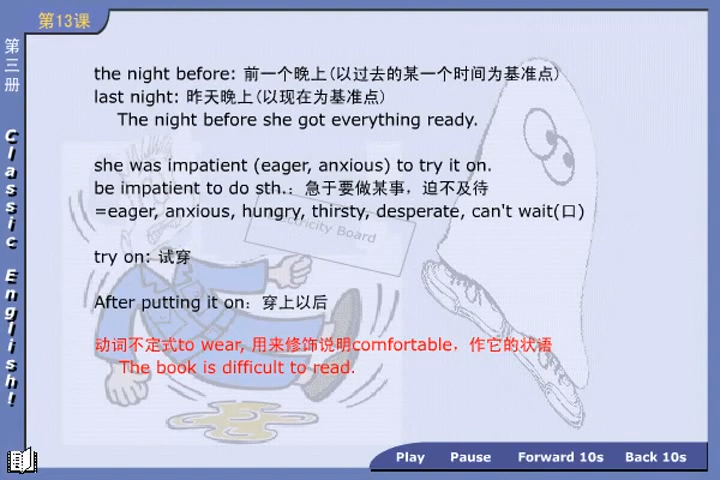 第13课
第三册
Classic English!
the night before: 前一个晚上(以过去的某一个时间为基准点)
last night: 昨天晚上(以现在为基准点)
The night before she got everything ready.
she was impatient (eager, anxious) to try it on.
be impatient to do sth.：急于要做某事，迫不及待
=eager, anxious, hungry, thirsty, desperate, can't wait(口)
Electricity Board
try on: 试穿
After putting it on：穿上以后
动词不定式to wear, 用来修饰说明comfortable，作它的状语
The book is difficult to read.
Play Pause Forward 10s Back 10s